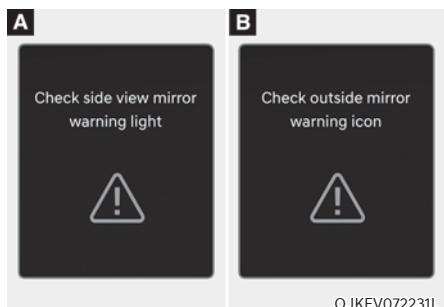 A
Check side view mirror
warning light
B
Check outside mirror
warning icon
OJKEV072231L